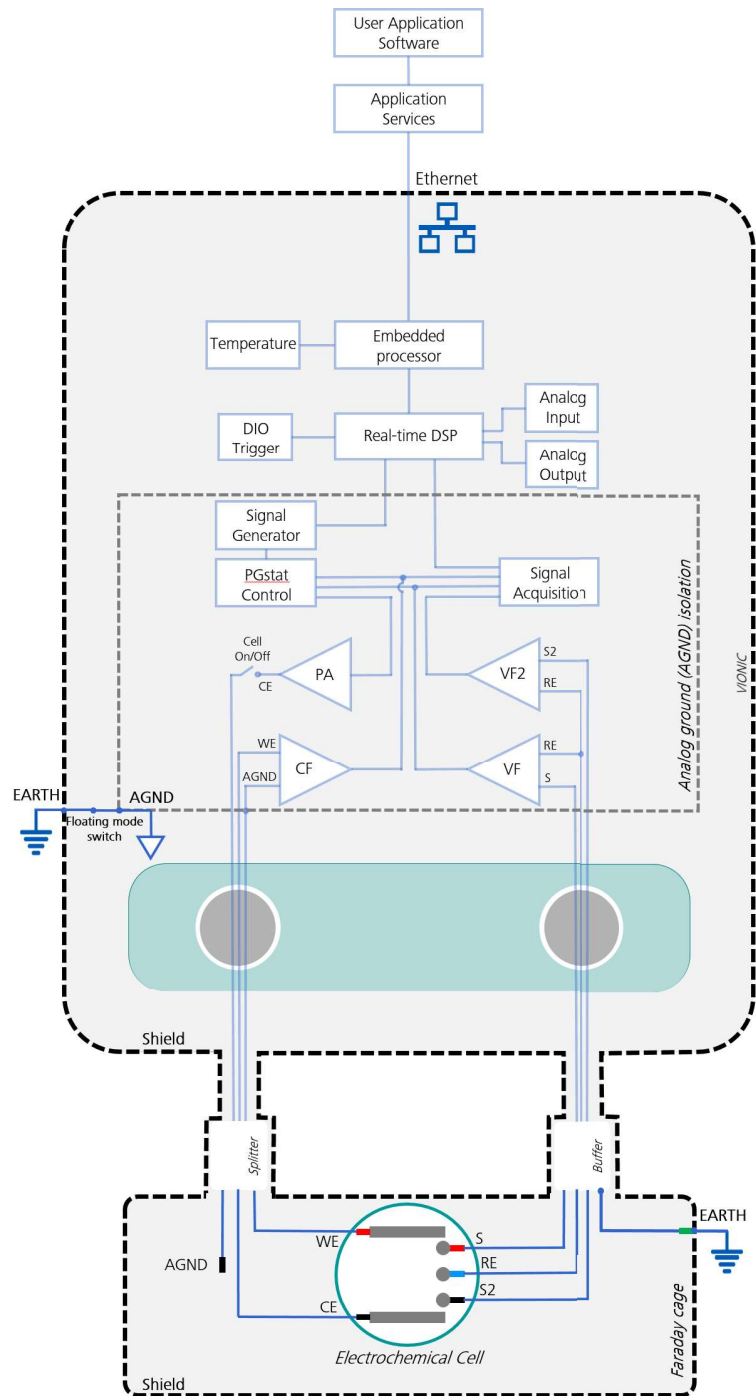 User Application
Software
Application
Services
Ethernet
Temperature
Embedded
processor
DIO
Trigger
Real-time DSP
Analog
Input
Analog
Output
Signal
Generator
PGstat
Control
Signal
Acquisition
Cell
On/Off
CE
PA
VF2
S2
RE
WE
AGND
CF
VF
RE
S
Analog ground (AGND) isolation
VIONIC
EARTH
AGND
Floating mode
switch
Shield
Splitter
Buffer
EARTH
AGND
WE
CE
S
RE
S2
Electrochemical Cell
Faraday cage
Shield